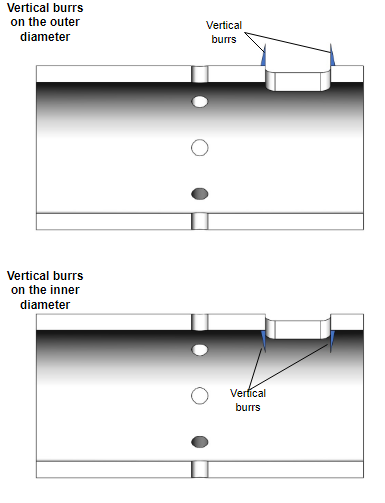 Vertical burrs
on the outer
diameter
Vertical
burrs
Vertical burrs
on the inner
diameter
Vertical
burrs